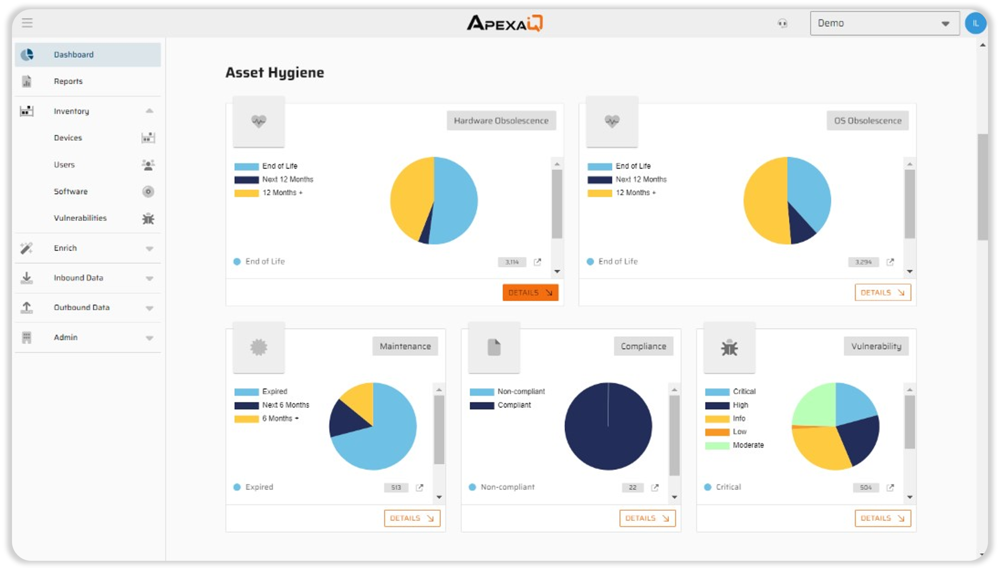 APEXAiQ
Demo
IL
Dashboard
Reports
Inventory
Devices
Users
Software
Vulnerabilities
Enrich
Inbound Data
Outbound Data
Admin
Asset Hygiene
Hardware Obsolescence
End of Life
Next 12 Months
12 Months +
End of Life
3,114
DETAILS
OS Obsolescence
End of Life
Next 12 Months
12 Months +
End of Life
3,294
DETAILS
Maintenance
Expired
Next 6 Months
6 Months +
Expired
513
DETAILS
Compliance
Non-compliant
Compliant
Non-compliant
22
DETAILS
Vulnerability
Critical
High
Info
Low
Moderate
Critical
504
DETAILS